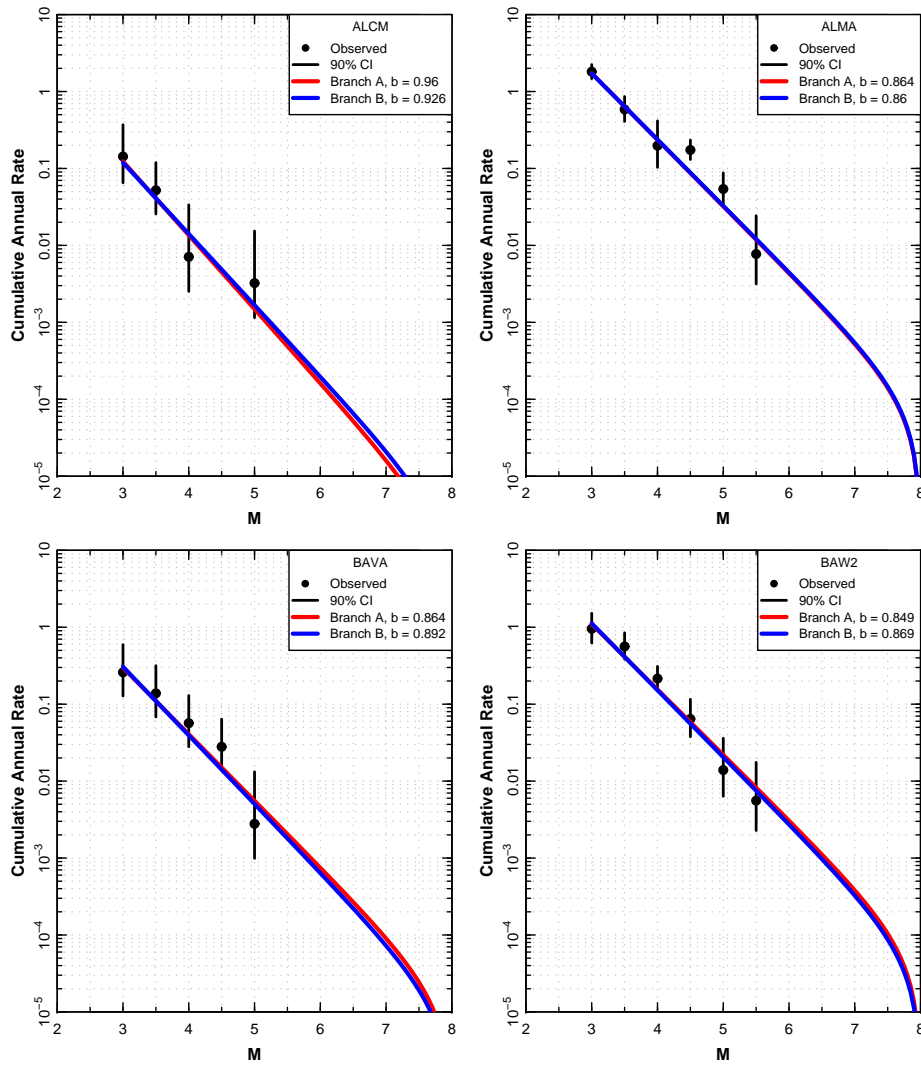 ALCM
Observed
90% CI
Branch A, b = 0.96
Branch B, b = 0.926
Cumulative Annual Rate
10
1
0.1
0.01
10−3
10−4
10−5
2 3 4 5 6 7 8
M
ALMA
Observed
90% CI
Branch A, b = 0.864
Branch B, b = 0.86
Cumulative Annual Rate
10
1
0.1
0.01
10−3
10−4
10−5
2 3 4 5 6 7 8
M
BAVA
Observed
90% CI
Branch A, b = 0.864
Branch B, b = 0.892
Cumulative Annual Rate
10
1
0.1
0.01
10−3
10−4
10−5
2 3 4 5 6 7 8
M
BAW2
Observed
90% CI
Branch A, b = 0.849
Branch B, b = 0.869
Cumulative Annual Rate
10
1
0.1
0.01
10−3
10−4
10−5
2 3 4 5 6 7 8
M